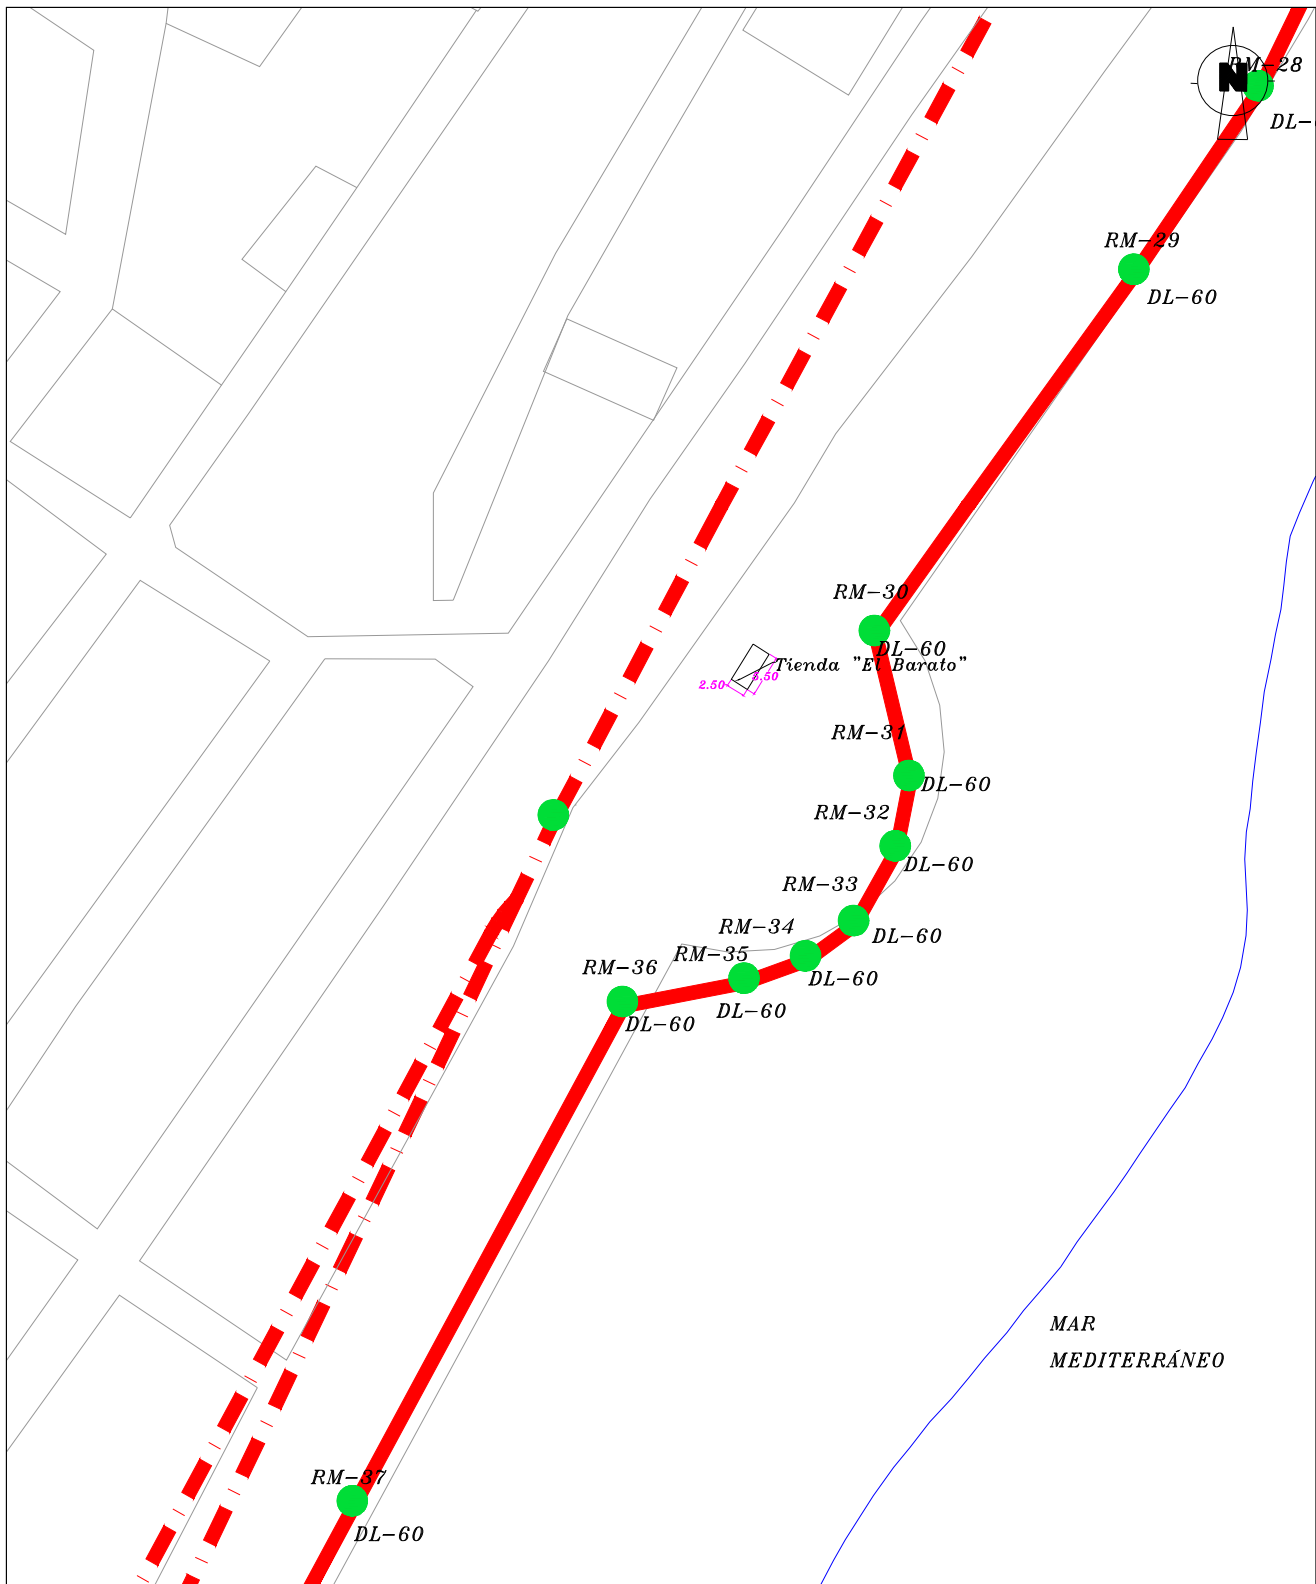 RM-28
N
DL-
RM-29
DL-60
RM-30
DL-60
Tienda "El Barato"
3.50
2.50
RM-31
DL-60
RM-32
DL-60
RM-33
DL-60
RM-34
DL-60
RM-35
DL-60
RM-36
DL-60
MAR
MEDITERRÁNEO
RM-37
DL-60